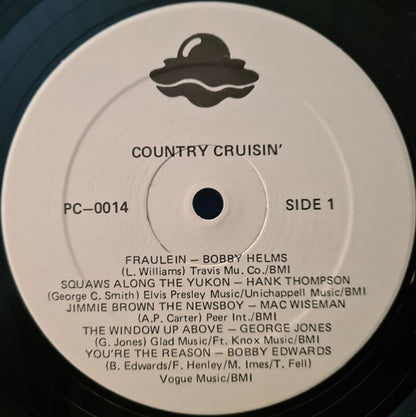 COUNTRY CRUISIN'
PC-0014 SIDE 1
FRAULEIN – BOBBY HELMS
(L. Williams) Travis Mu. Co./BMI
SQUAWS ALONG THE YUKON – HANK THOMPSON
(George C. Smith) Elvis Presley Music/Unichappell Music/BMI
JIMMIE BROWN THE NEWSBOY – MAC WISEMAN
(A.P. Carter) Peer Int./BMI
THE WINDOW UP ABOVE – GEORGE JONES
(G. Jones) Glad Music/Ft. Knox Music/BMI
YOU'RE THE REASON – BOBBY EDWARDS
(B. Edwards/F. Henley/M. Imes/T. Fell)
Vogue Music/BMI